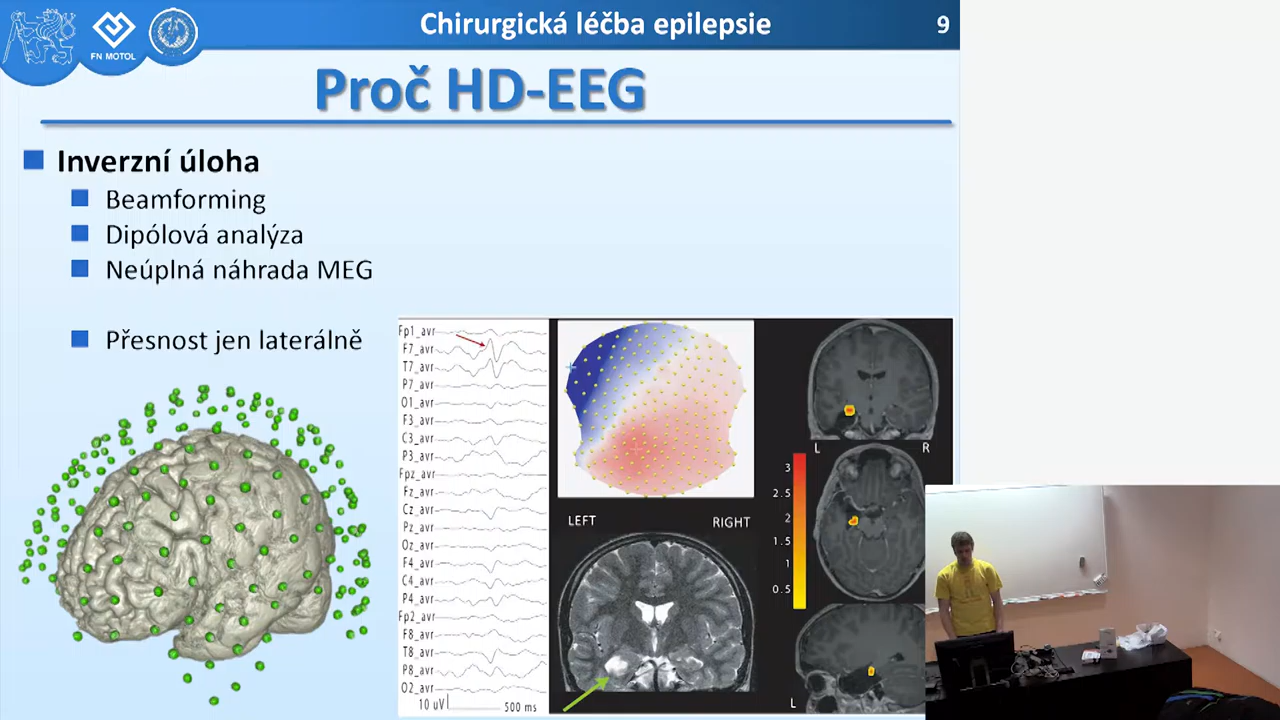 Chirurgická léčba epilepsie
9
FN MOTOL
Proč HD-EEG
Inverzní úloha
Beamforming
Dipólová analýza
Neúplná náhrada MEG
Přesnost jen laterálně
Fp1_avr
F7_avr
T7_avr
P7_avr
O1_avr
F3_avr
C3_avr
P3_avr
Fpz_avr
Fz_avr
Cz_avr
Pz_avr
Oz_avr
F4_avr
C4_avr
P4_avr
Fp2_avr
F8_avr
T8_avr
P8_avr
O2_avr
10 uV
500 ms
LEFT
RIGHT
L
R
3
2.5
2
1.5
1
0.5
L